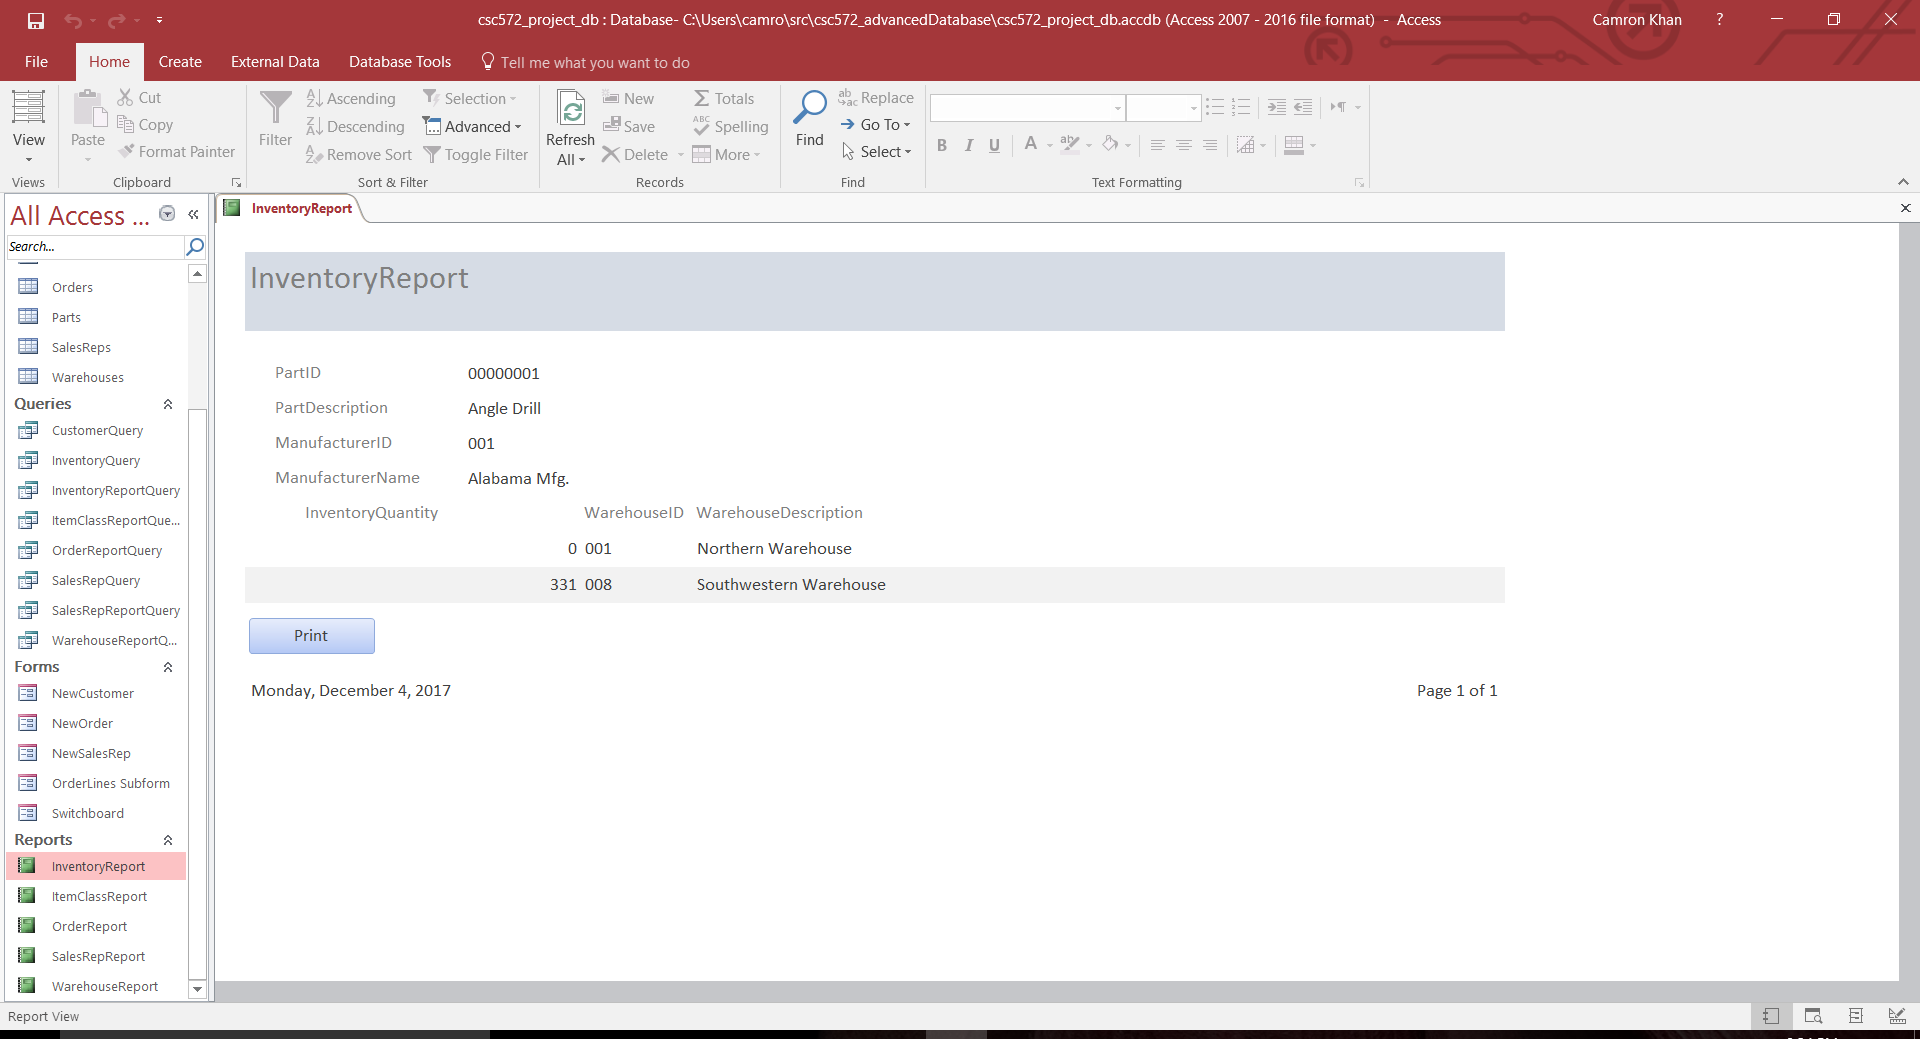 csc572_project_db : Database- C:\Users\camro\src\csc572_advancedDatabase\csc572_project_db.accdb (Access 2007 - 2016 file format) - Access
Camron Khan ?
File Home Create External Data Database Tools Tell me what you want to do
View
Views
Paste
Cut
Copy
Format Painter
Clipboard
Filter
Ascending
Descending
Remove Sort
Selection
Advanced
Toggle Filter
Sort & Filter
Refresh
All
New
Save
Delete
Totals
Spelling
More
Records
Find
Replace
Go To
Select
Find
B I U A
Text Formatting
All Access ...
Search...
Orders
Parts
SalesReps
Warehouses
Queries
CustomerQuery
InventoryQuery
InventoryReportQuery
ItemClassReportQue...
OrderReportQuery
SalesRepQuery
SalesRepReportQuery
WarehouseReportQ...
Forms
NewCustomer
NewOrder
NewSalesRep
OrderLines Subform
Switchboard
Reports
InventoryReport
ItemClassReport
OrderReport
SalesRepReport
WarehouseReport
InventoryReport
InventoryReport
PartID 00000001
PartDescription Angle Drill
ManufacturerID 001
ManufacturerName Alabama Mfg.
InventoryQuantity WarehouseID WarehouseDescription
0 001 Northern Warehouse
331 008 Southwestern Warehouse
Print
Monday, December 4, 2017 Page 1 of 1
Report View